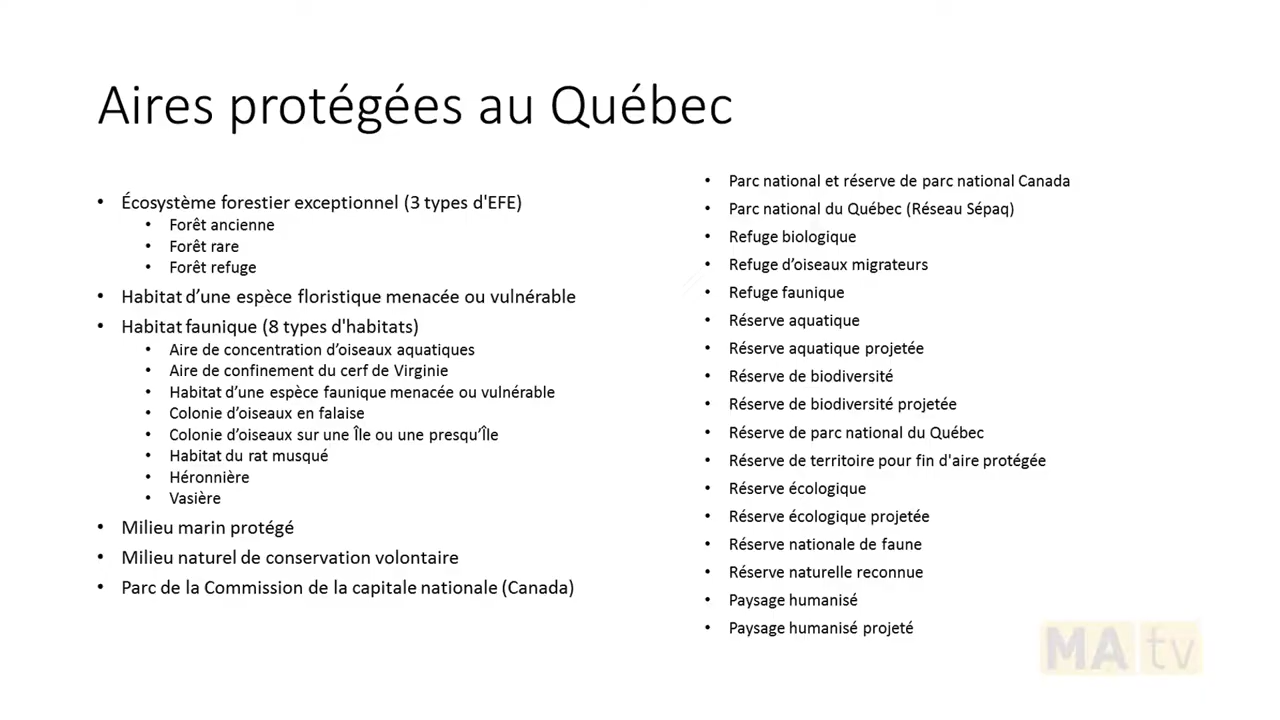 Aires protégées au Québec
Écosystème forestier exceptionnel (3 types d'EFE)
Forêt ancienne
Forêt rare
Forêt refuge
Habitat d’une espèce floristique menacée ou vulnérable
Habitat faunique (8 types d'habitats)
Aire de concentration d’oiseaux aquatiques
Aire de confinement du cerf de Virginie
Habitat d’une espèce faunique menacée ou vulnérable
Colonie d’oiseaux en falaise
Colonie d’oiseaux sur une Île ou une presqu’Île
Habitat du rat musqué
Héronnière
Vasière
Milieu marin protégé
Milieu naturel de conservation volontaire
Parc de la Commission de la capitale nationale (Canada)
Parc national et réserve de parc national Canada
Parc national du Québec (Réseau Sépaq)
Refuge biologique
Refuge d’oiseaux migrateurs
Refuge faunique
Réserve aquatique
Réserve aquatique projetée
Réserve de biodiversité
Réserve de biodiversité projetée
Réserve de parc national du Québec
Réserve de territoire pour fin d'aire protégée
Réserve écologique
Réserve écologique projetée
Réserve nationale de faune
Réserve naturelle reconnue
Paysage humanisé
Paysage humanisé projeté
MA tv